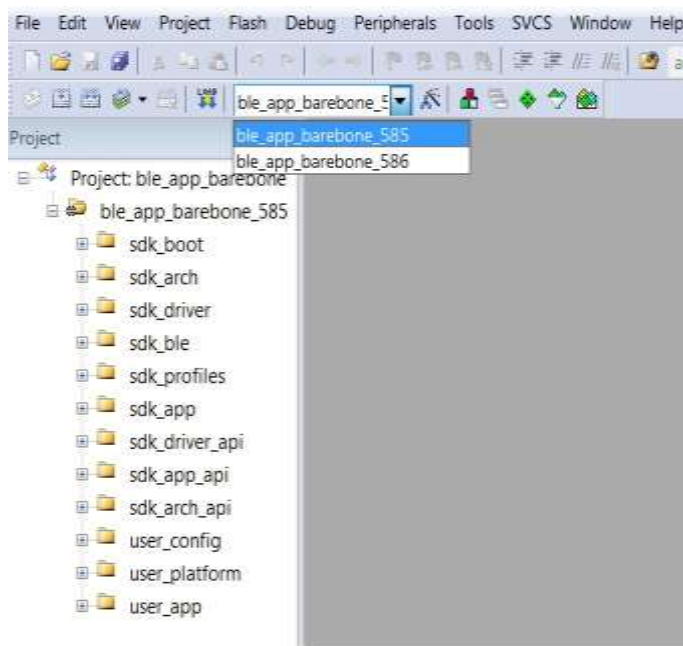 File Edit View Project Flash Debug Peripherals Tools SVCS Window Help
LOAD ble_app_barebone_5
Project
ble_app_barebone_585
ble_app_barebone_586
Project: ble_app_barebone
ble_app_barebone_585
sdk_boot
sdk_arch
sdk_driver
sdk_ble
sdk_profiles
sdk_app
sdk_driver_api
sdk_app_api
sdk_arch_api
user_config
user_platform
user_app